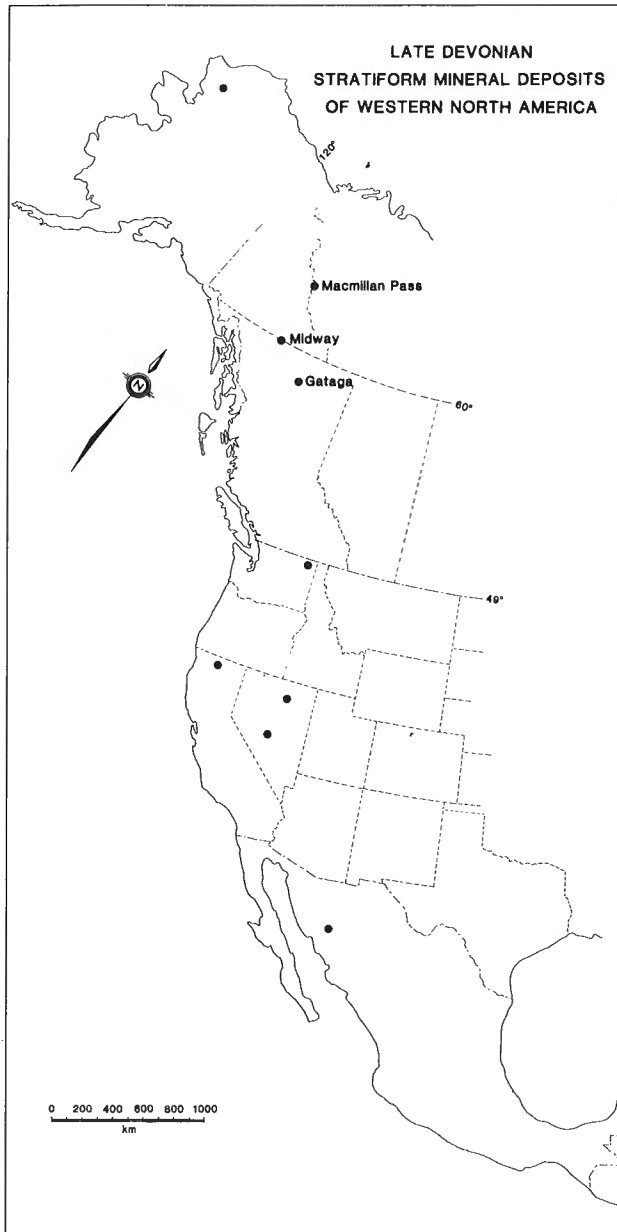 LATE DEVONIAN
STRATIFORM MINERAL DEPOSITS
OF WESTERN NORTH AMERICA
120°
Macmillan Pass
Midway
Gataga
N
60°
49°
0 200 400 600 800 1000
km